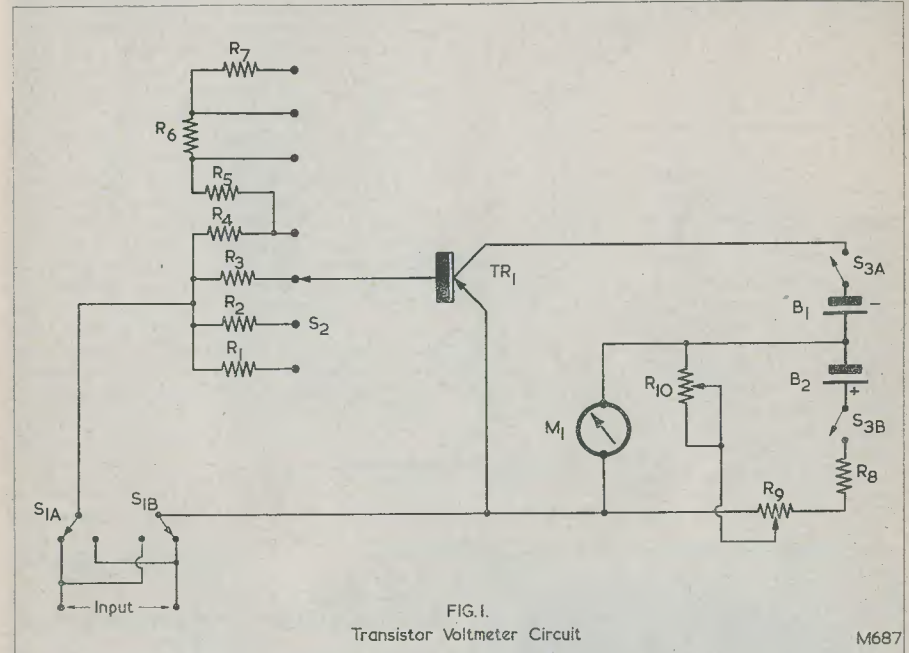 R7
R6
R5
R4
R3
R2
S2
R1
TR1
S3A
B1 −
B2
+
S3B
R10
M1
R8
R9
S1A
S1B
Input
FIG.1.
Transistor Voltmeter Circuit
M687